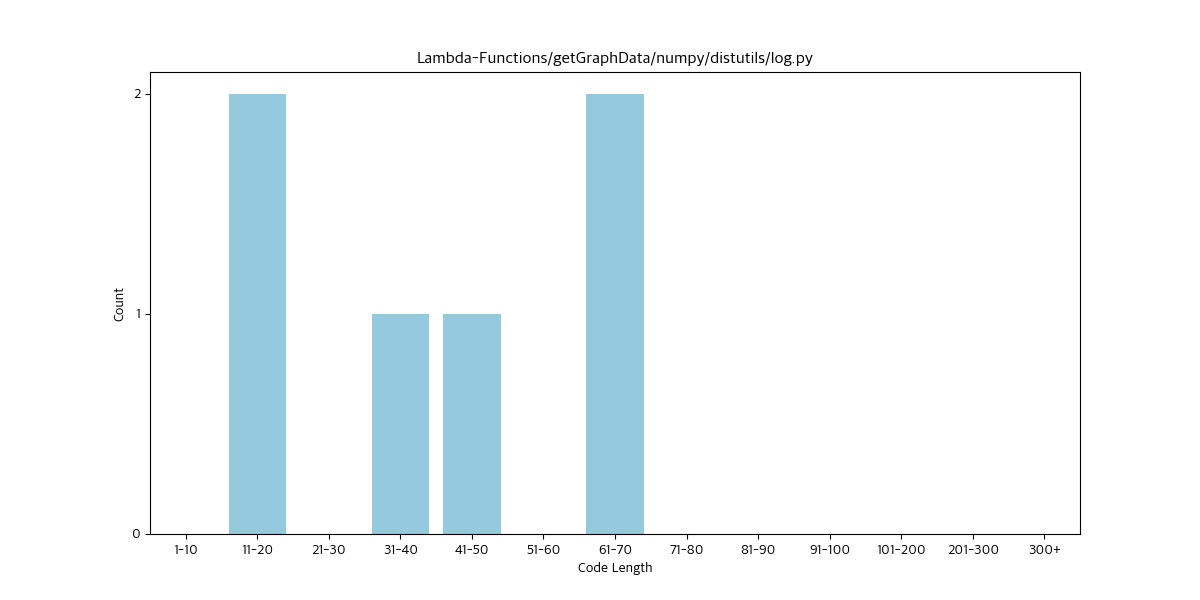 Lambda-Functions/getGraphData/numpy/distutils/log.py
2
1
0
Count
1-10 11-20 21-30 31-40 41-50 51-60 61-70 71-80 81-90 91-100 101-200 201-300 300+
Code Length